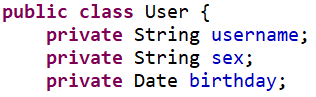 public class User {
    private String username;
    private String sex;
    private Date birthday;